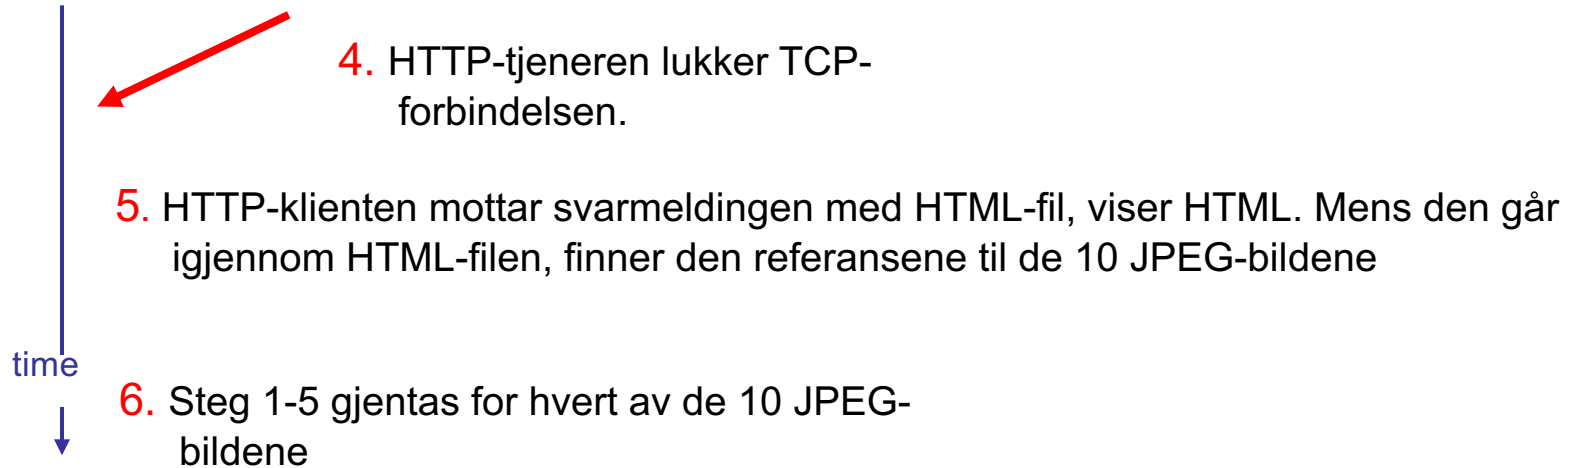 4. HTTP-tjeneren lukker TCP-
forbindelsen.
5. HTTP-klienten mottar svarmeldingen med HTML-fil, viser HTML. Mens den går
igjennom HTML-filen, finner den referansene til de 10 JPEG-bildene
time
6. Steg 1-5 gjentas for hvert av de 10 JPEG-
bildene